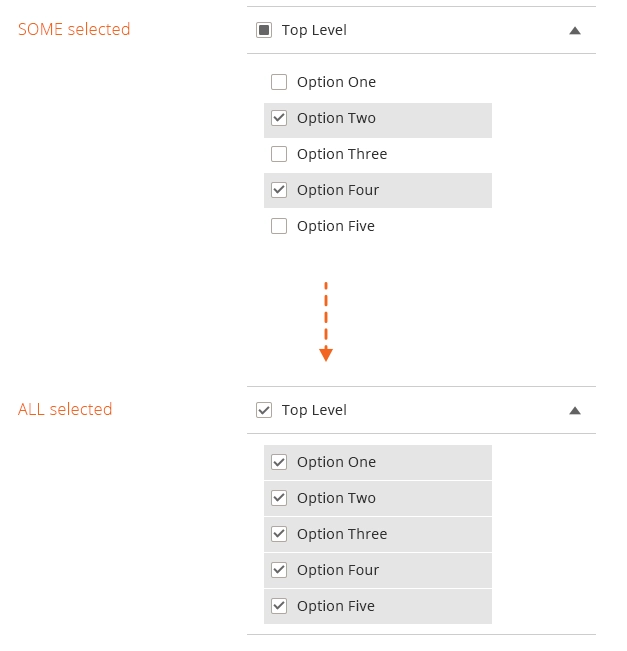 SOME selected
Top Level
Option One
Option Two
Option Three
Option Four
Option Five
ALL selected
Top Level
Option One
Option Two
Option Three
Option Four
Option Five